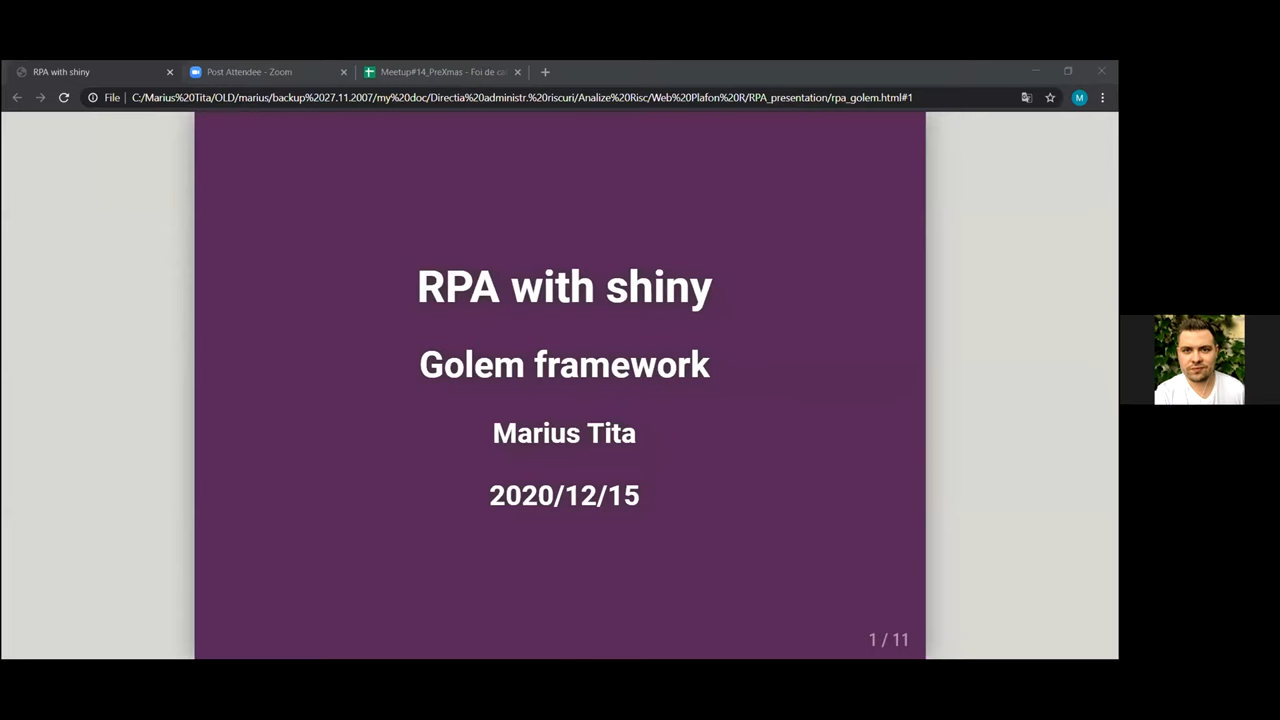 RPA with shiny
Post Attendee - Zoom
Meetup#14_PreXmas - Foi de ca
File
C:/Marius%20Tita/OLD/marius/backup%2027.11.2007/my%20doc/Directia%20administr.%20riscuri/Analize%20Risc/Web%20Plafon%20R/RPA_presentation/rpa_golem.html#1
M
RPA with shiny
Golem framework
Marius Tita
2020/12/15
1 / 11